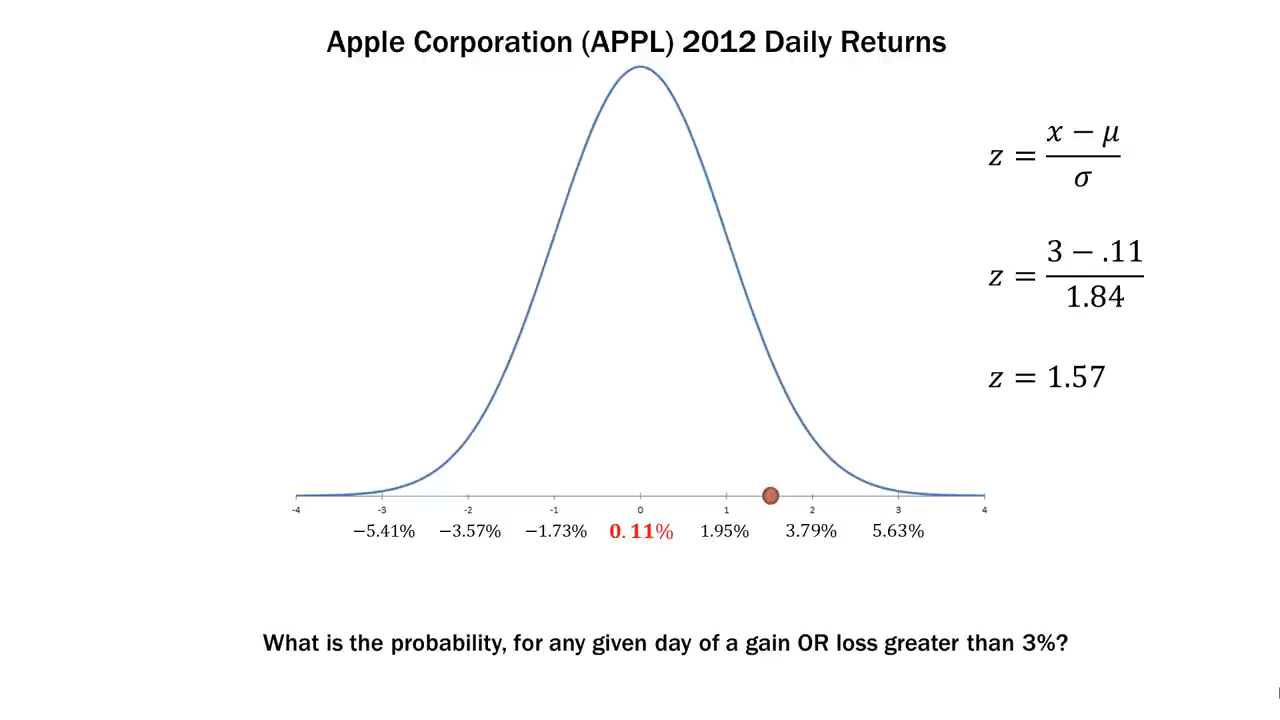 Apple Corporation (APPL) 2012 Daily Returns
z = (x − μ) / σ
z = (3 − .11) / 1.84
z = 1.57
-4 -3 -2 -1 0 1 2 3 4
−5.41% −3.57% −1.73% 0.11% 1.95% 3.79% 5.63%
What is the probability, for any given day of a gain OR loss greater than 3%?